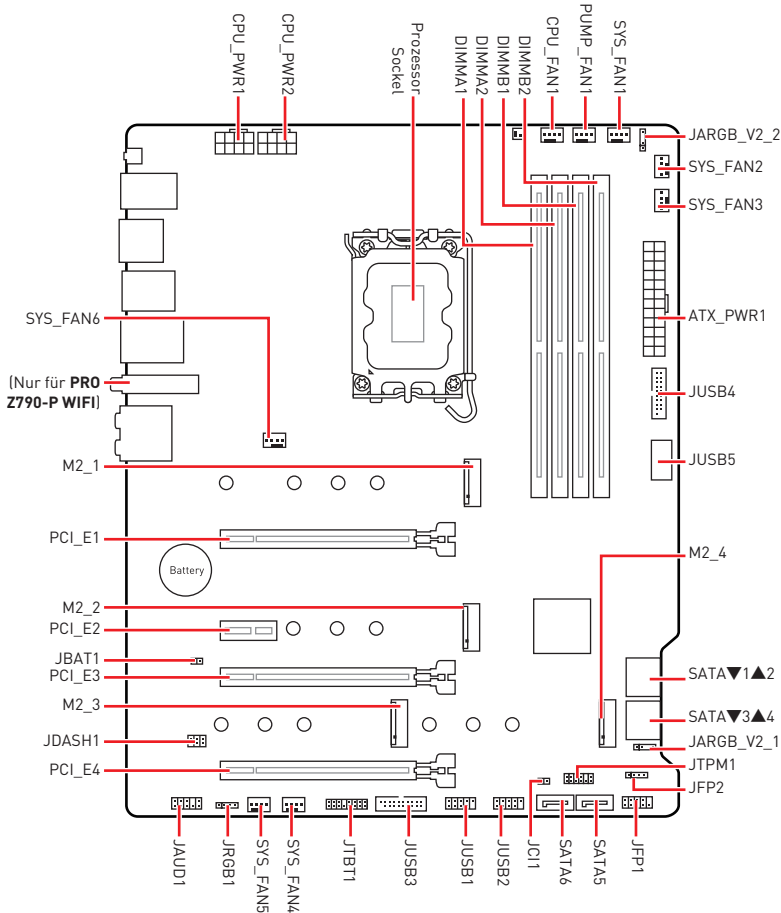 CPU_PWR1
CPU_PWR2
Prozessor
Sockel
DIMMA1
DIMMA2
DIMMB1
DIMMB2
CPU_FAN1
PUMP_FAN1
SYS_FAN1
JARGB_V2_2
SYS_FAN2
SYS_FAN3
ATX_PWR1
SYS_FAN6
(Nur für PRO
Z790-P WIFI)
JUSB4
JUSB5
M2_1
PCI_E1
Battery
M2_4
M2_2
PCI_E2
JBAT1
PCI_E3
M2_3
JDASH1
PCI_E4
SATA▼1▲2
SATA▼3▲4
JARGB_V2_1
JTPM1
JFP2
JAUD1
JRGB1
SYS_FAN5
SYS_FAN4
JTBT1
JUSB3
JUSB1
JUSB2
JCI1
SATA6
SATA5
JFP1